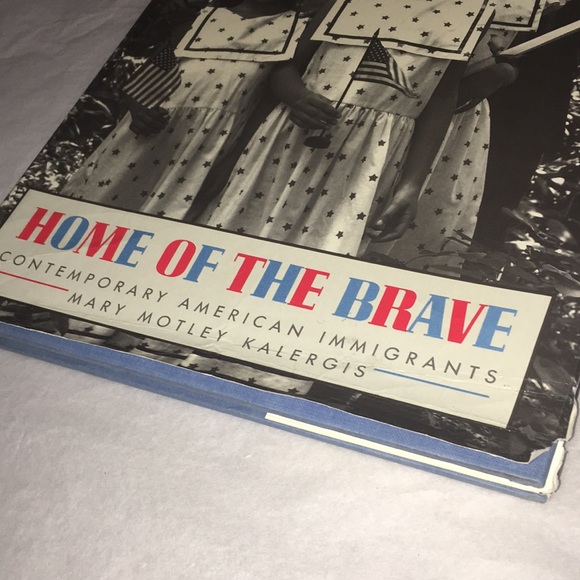 HOME OF THE BRAVE
CONTEMPORARY AMERICAN IMMIGRANTS
MARY MOTLEY KALERGIS